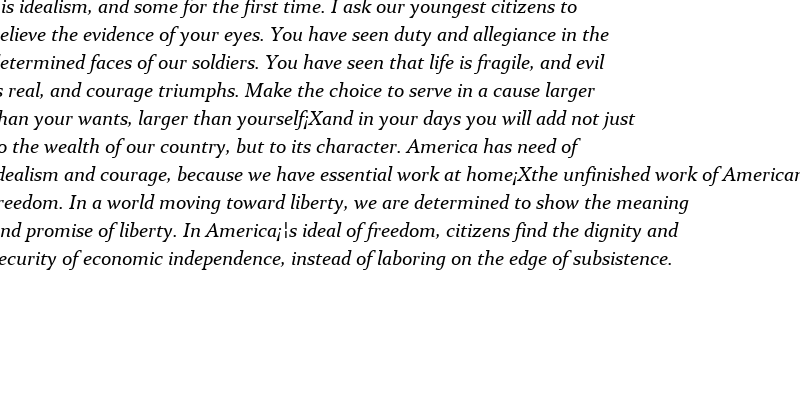 is idealism, and some for the first time. I ask our youngest citizens to
elieve the evidence of your eyes. You have seen duty and allegiance in the
etermined faces of our soldiers. You have seen that life is fragile, and evil
s real, and courage triumphs. Make the choice to serve in a cause larger
han your wants, larger than yourself¡Xand in your days you will add not just
o the wealth of our country, but to its character. America has need of
dealism and courage, because we have essential work at home¡Xthe unfinished work of American
reedom. In a world moving toward liberty, we are determined to show the meaning
nd promise of liberty. In America¡¦s ideal of freedom, citizens find the dignity and
ecurity of economic independence, instead of laboring on the edge of subsistence.